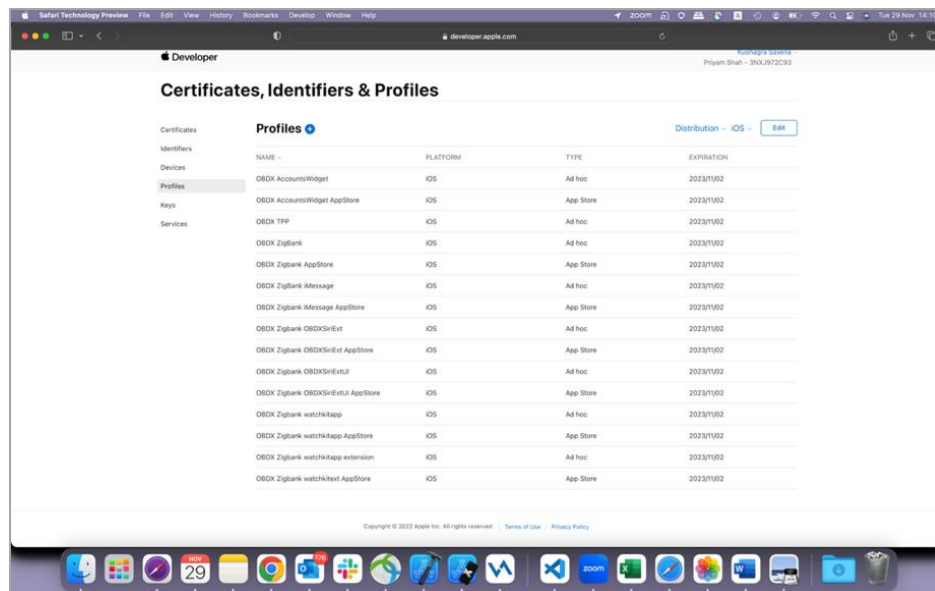 Safari Technology Preview File Edit View History Bookmarks Develop Window Help zoom Tue 29 Nov 14:10
developer.apple.com
Developer
Kushagra Saxena
Priyam Shah - 3NXJ972C93
Certificates, Identifiers & Profiles
Certificates
Identifiers
Devices
Profiles
Keys
Services
Profiles
Distribution iOS Edit
NAME PLATFORM TYPE EXPIRATION
OBDX AccountsWidget iOS Ad hoc 2023/11/02
OBDX AccountsWidget AppStore iOS App Store 2023/11/02
OBDX TPP iOS Ad hoc 2023/11/02
OBDX ZigBank iOS Ad hoc 2023/11/02
OBDX Zigbank AppStore iOS App Store 2023/11/02
OBDX ZigBank iMessage iOS Ad hoc 2023/11/02
OBDX Zigbank iMessage AppStore iOS App Store 2023/11/02
OBDX Zigbank OBDXSiriExt iOS Ad hoc 2023/11/02
OBDX Zigbank OBDXSiriExt AppStore iOS App Store 2023/11/02
OBDX Zigbank OBDXSiriExtUI iOS Ad hoc 2023/11/02
OBDX Zigbank OBDXSiriExtUI AppStore iOS App Store 2023/11/02
OBDX Zigbank watchkitapp iOS Ad hoc 2023/11/02
OBDX Zigbank watchkitapp AppStore iOS App Store 2023/11/02
OBDX Zigbank watchkitapp extension iOS Ad hoc 2023/11/02
OBDX Zigbank watchkitext AppStore iOS App Store 2023/11/02
Copyright © 2022 Apple Inc. All rights reserved. Terms of Use Privacy Policy
NOV
29
176
zoom